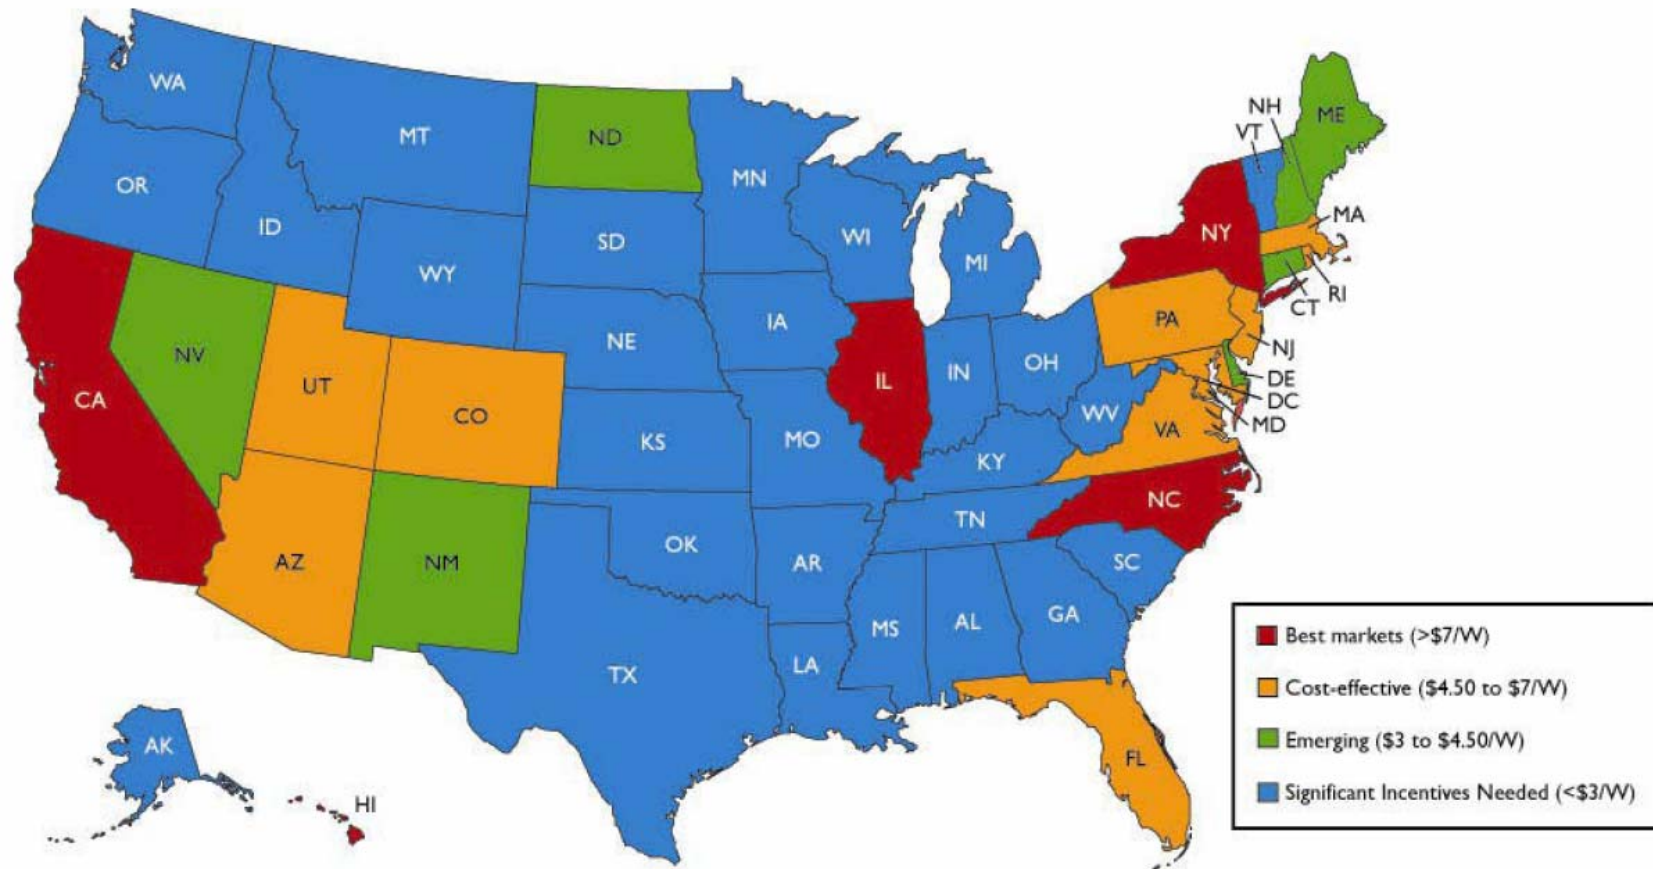 WA
MT
ND
MN
OR
ID
SD
WI
MI
WY
NH
VT
ME
NY
MA
RI
CT
IA
NE
NV
UT
CO
CA
IL
IN
OH
PA
NJ
DE
DC
MD
WV
VA
KS
MO
KY
NC
TN
OK
AR
SC
AZ
NM
MS
AL
GA
LA
TX
FL
AK
HI
Best markets (>$7/W)
Cost-effective ($4.50 to $7/W)
Emerging ($3 to $4.50/W)
Significant Incentives Needed (<$3/W)